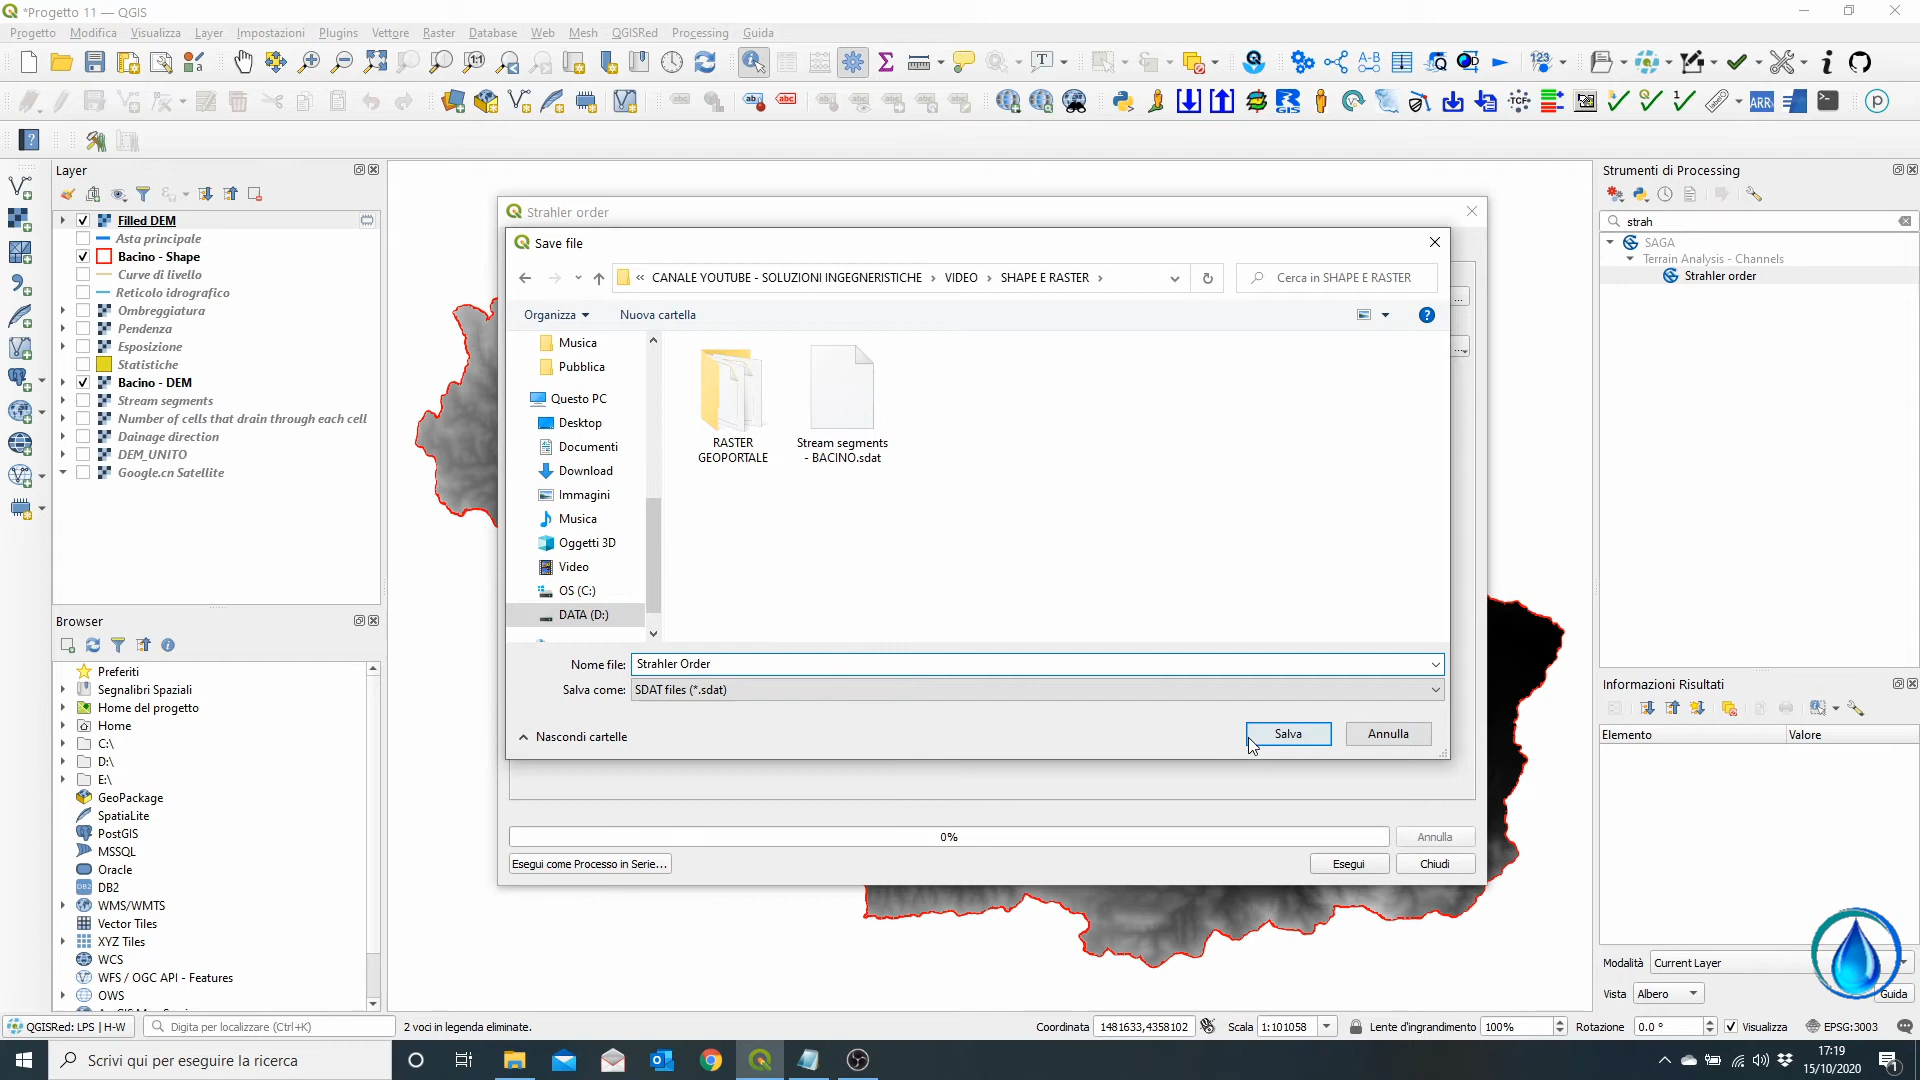 *Progetto 11 — QGIS
Progetto Modifica Visualizza Layer Impostazioni Plugins Vettore Raster Database Web Mesh QGISRed Processing Guida
Layer
Filled DEM
Asta principale
Bacino - Shape
Curve di livello
Reticolo idrografico
Ombreggiatura
Pendenza
Esposizione
Statistiche
Bacino - DEM
Stream segments
Number of cells that drain through each cell
Dainage direction
DEM_UNITO
Google.cn Satellite
Browser
Preferiti
Segnalibri Spaziali
Home del progetto
Home
C:\
D:\
E:\
GeoPackage
SpatiaLite
PostGIS
MSSQL
Oracle
DB2
WMS/WMTS
Vector Tiles
XYZ Tiles
WCS
WFS / OGC API - Features
OWS
Strahler order
Save file
« CANALE YOUTUBE - SOLUZIONI INGEGNERISTICHE › VIDEO › SHAPE E RASTER ›
Cerca in SHAPE E RASTER
Organizza
Nuova cartella
Musica
Pubblica
Questo PC
Desktop
Documenti
Download
Immagini
Musica
Oggetti 3D
Video
OS (C:)
DATA (D:)
RASTER
GEOPORTALE
Stream segments
- BACINO.sdat
Nome file: Strahler Order
Salva come: SDAT files (*.sdat)
Nascondi cartelle
Salva
Annulla
0%
Annulla
Esegui come Processo in Serie...
Esegui
Chiudi
Strumenti di Processing
strah
SAGA
Terrain Analysis - Channels
Strahler order
Informazioni Risultati
Elemento
Valore
Modalità Current Layer
Vista Albero
Guida
QGISRed: LPS | H-W
Digita per localizzare (Ctrl+K)
2 voci in legenda eliminate.
Coordinata 1481633,4358102
Scala 1:101058
Lente d'ingrandimento 100%
Rotazione 0.0 °
Visualizza
EPSG:3003
Scrivi qui per eseguire la ricerca
17:19
15/10/2020